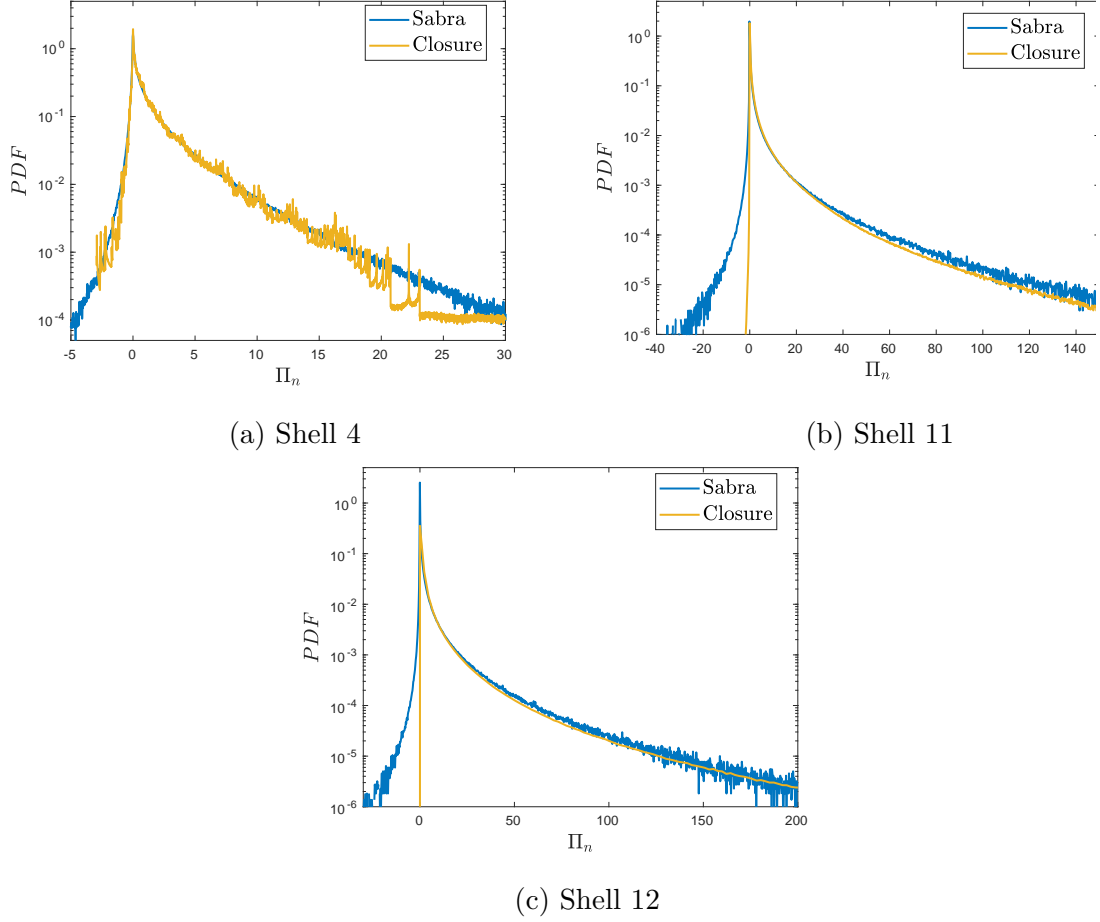 Sabra
Closure
10^0
10^-1
10^-2
10^-3
10^-4
PDF
-5 0 5 10 15 20 25 30
Π_n
(a) Shell 4
Sabra
Closure
10^0
10^-1
10^-2
10^-3
10^-4
10^-5
10^-6
PDF
-40 -20 0 20 40 60 80 100 120 140
Π_n
(b) Shell 11
Sabra
Closure
10^0
10^-1
10^-2
10^-3
10^-4
10^-5
10^-6
PDF
0 50 100 150 200
Π_n
(c) Shell 12